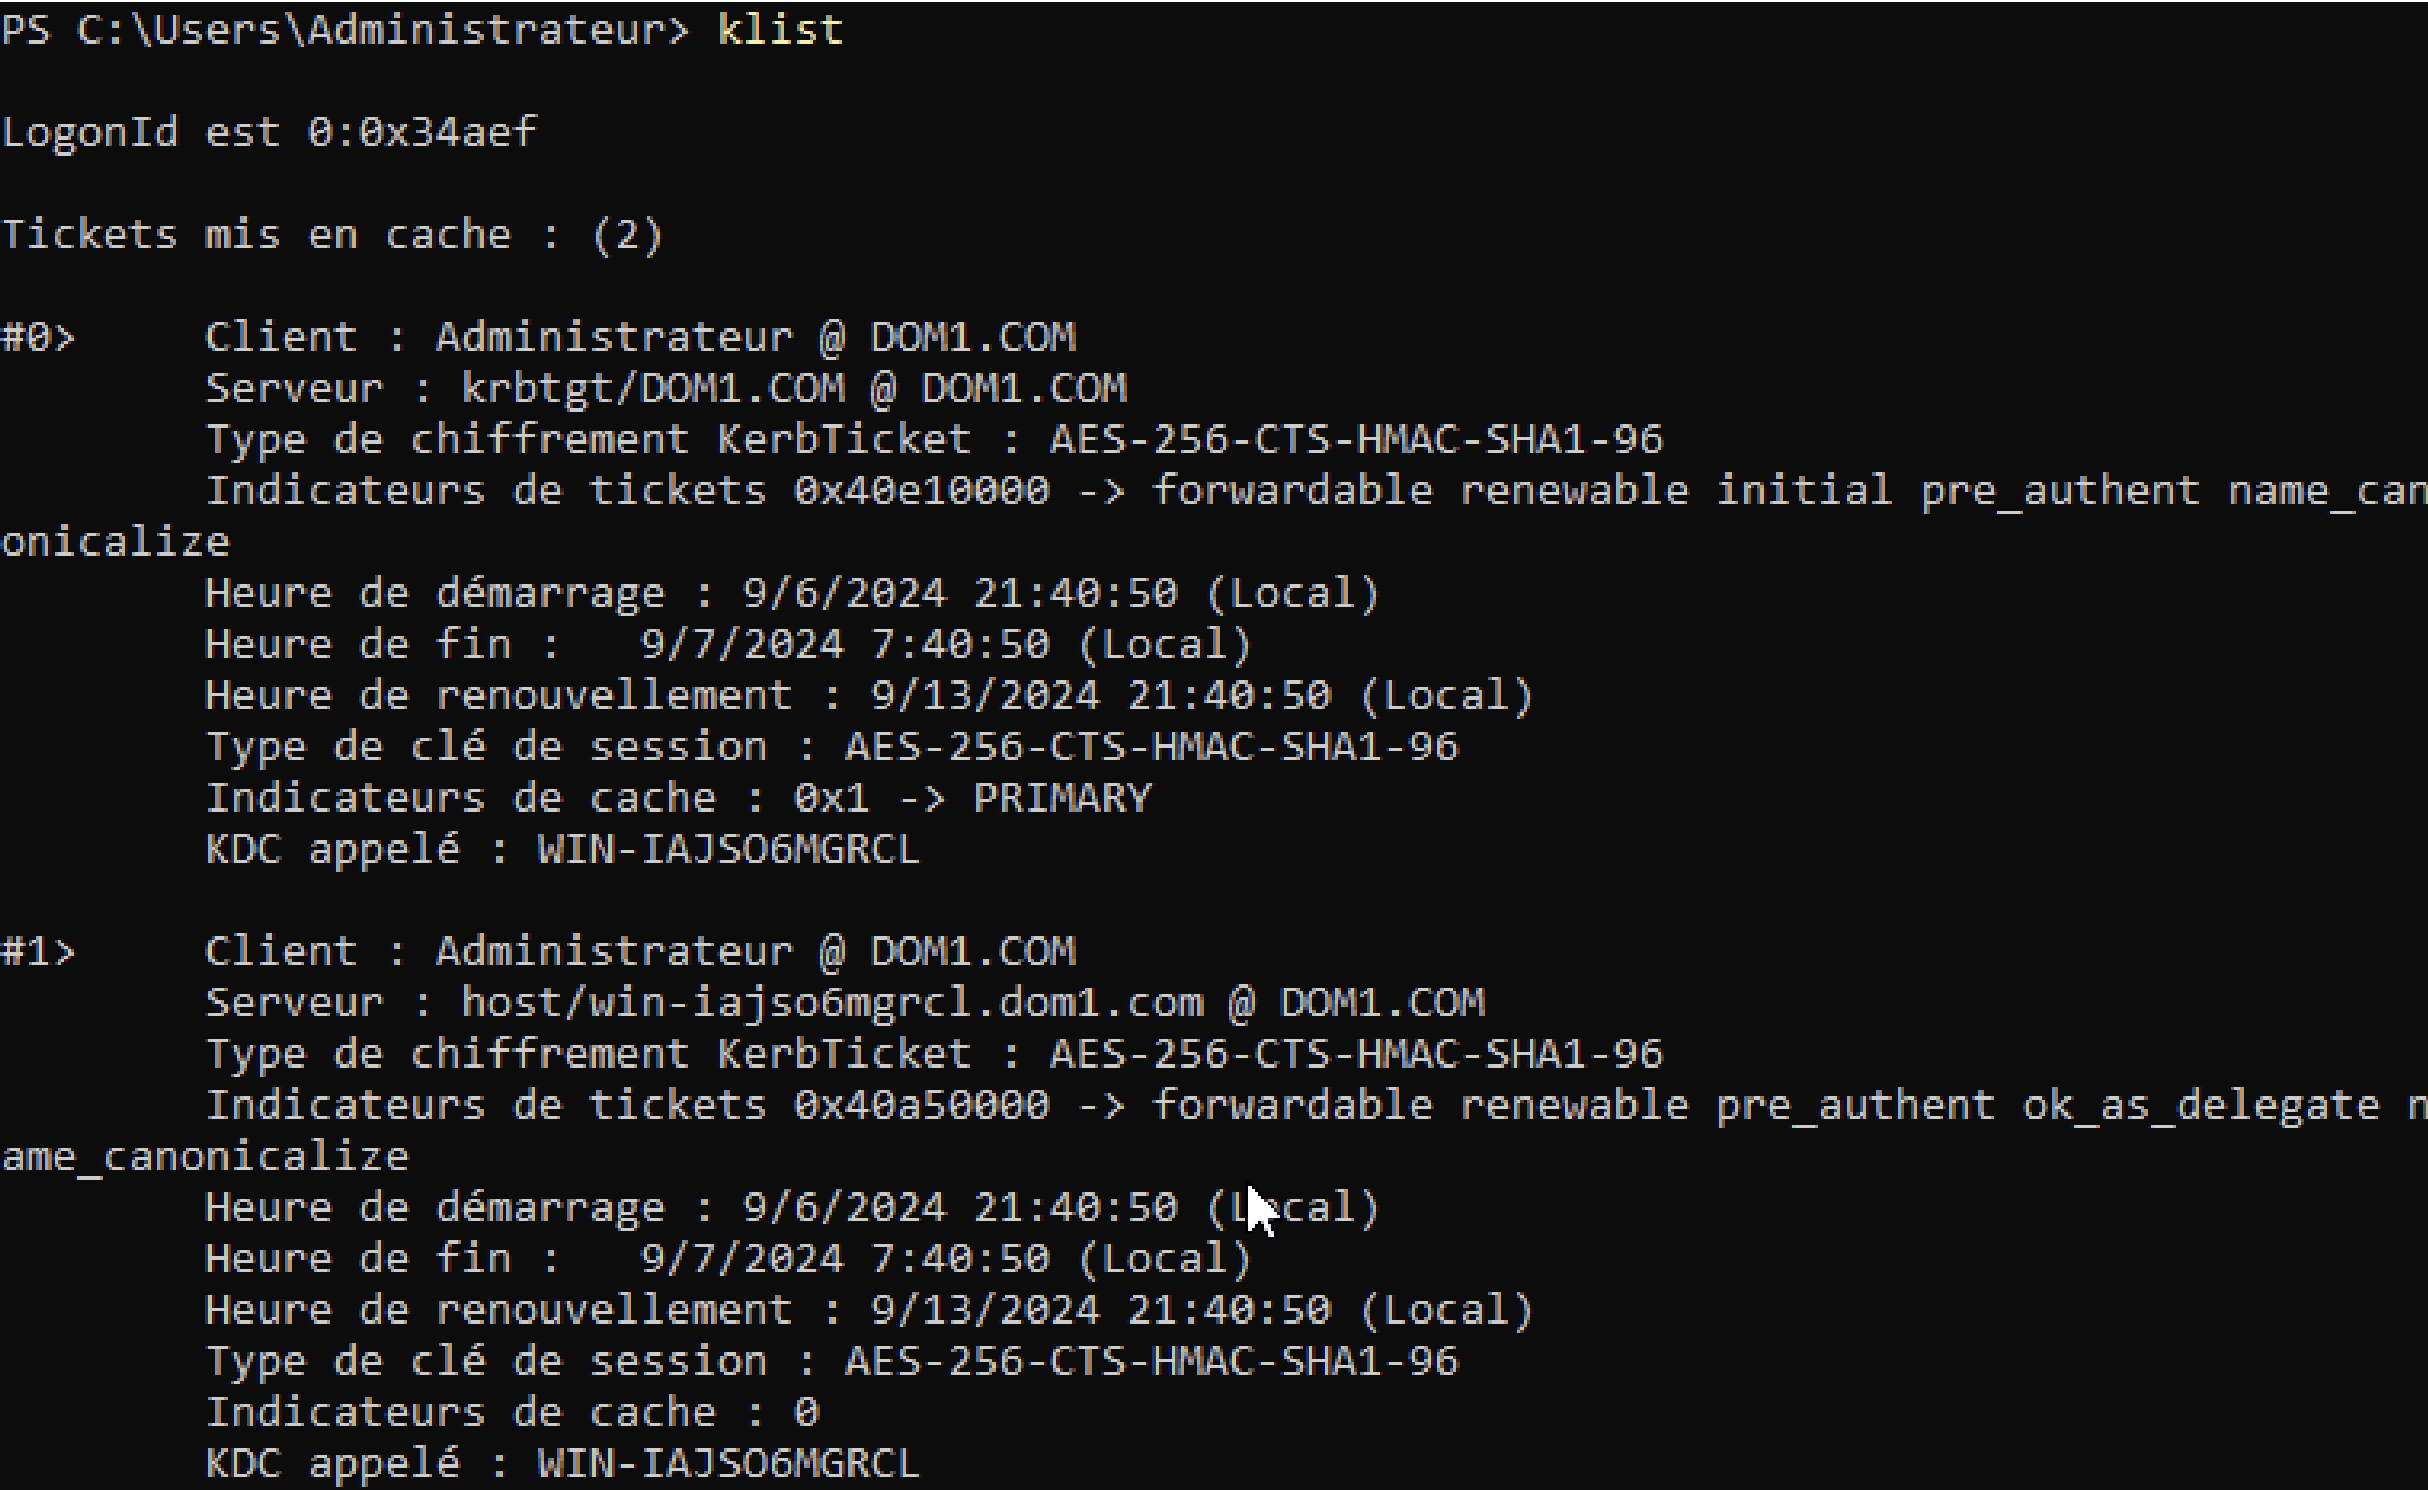 PS C:\Users\Administrateur> klist
LogonId est 0:0x34aef
Tickets mis en cache : (2)
#0> Client : Administrateur @ DOM1.COM
Serveur : krbtgt/DOM1.COM @ DOM1.COM
Type de chiffrement KerbTicket : AES-256-CTS-HMAC-SHA1-96
Indicateurs de tickets 0x40e10000 -> forwardable renewable initial pre_authent name_can
onicalize
Heure de démarrage : 9/6/2024 21:40:50 (Local)
Heure de fin :   9/7/2024 7:40:50 (Local)
Heure de renouvellement : 9/13/2024 21:40:50 (Local)
Type de clé de session : AES-256-CTS-HMAC-SHA1-96
Indicateurs de cache : 0x1 -> PRIMARY
KDC appelé : WIN-IAJSO6MGRCL
#1> Client : Administrateur @ DOM1.COM
Serveur : host/win-iajso6mgrcl.dom1.com @ DOM1.COM
Type de chiffrement KerbTicket : AES-256-CTS-HMAC-SHA1-96
Indicateurs de tickets 0x40a50000 -> forwardable renewable pre_authent ok_as_delegate n
ame_canonicalize
Heure de démarrage : 9/6/2024 21:40:50 (Local)
Heure de fin :   9/7/2024 7:40:50 (Local)
Heure de renouvellement : 9/13/2024 21:40:50 (Local)
Type de clé de session : AES-256-CTS-HMAC-SHA1-96
Indicateurs de cache : 0
KDC appelé : WIN-IAJSO6MGRCL